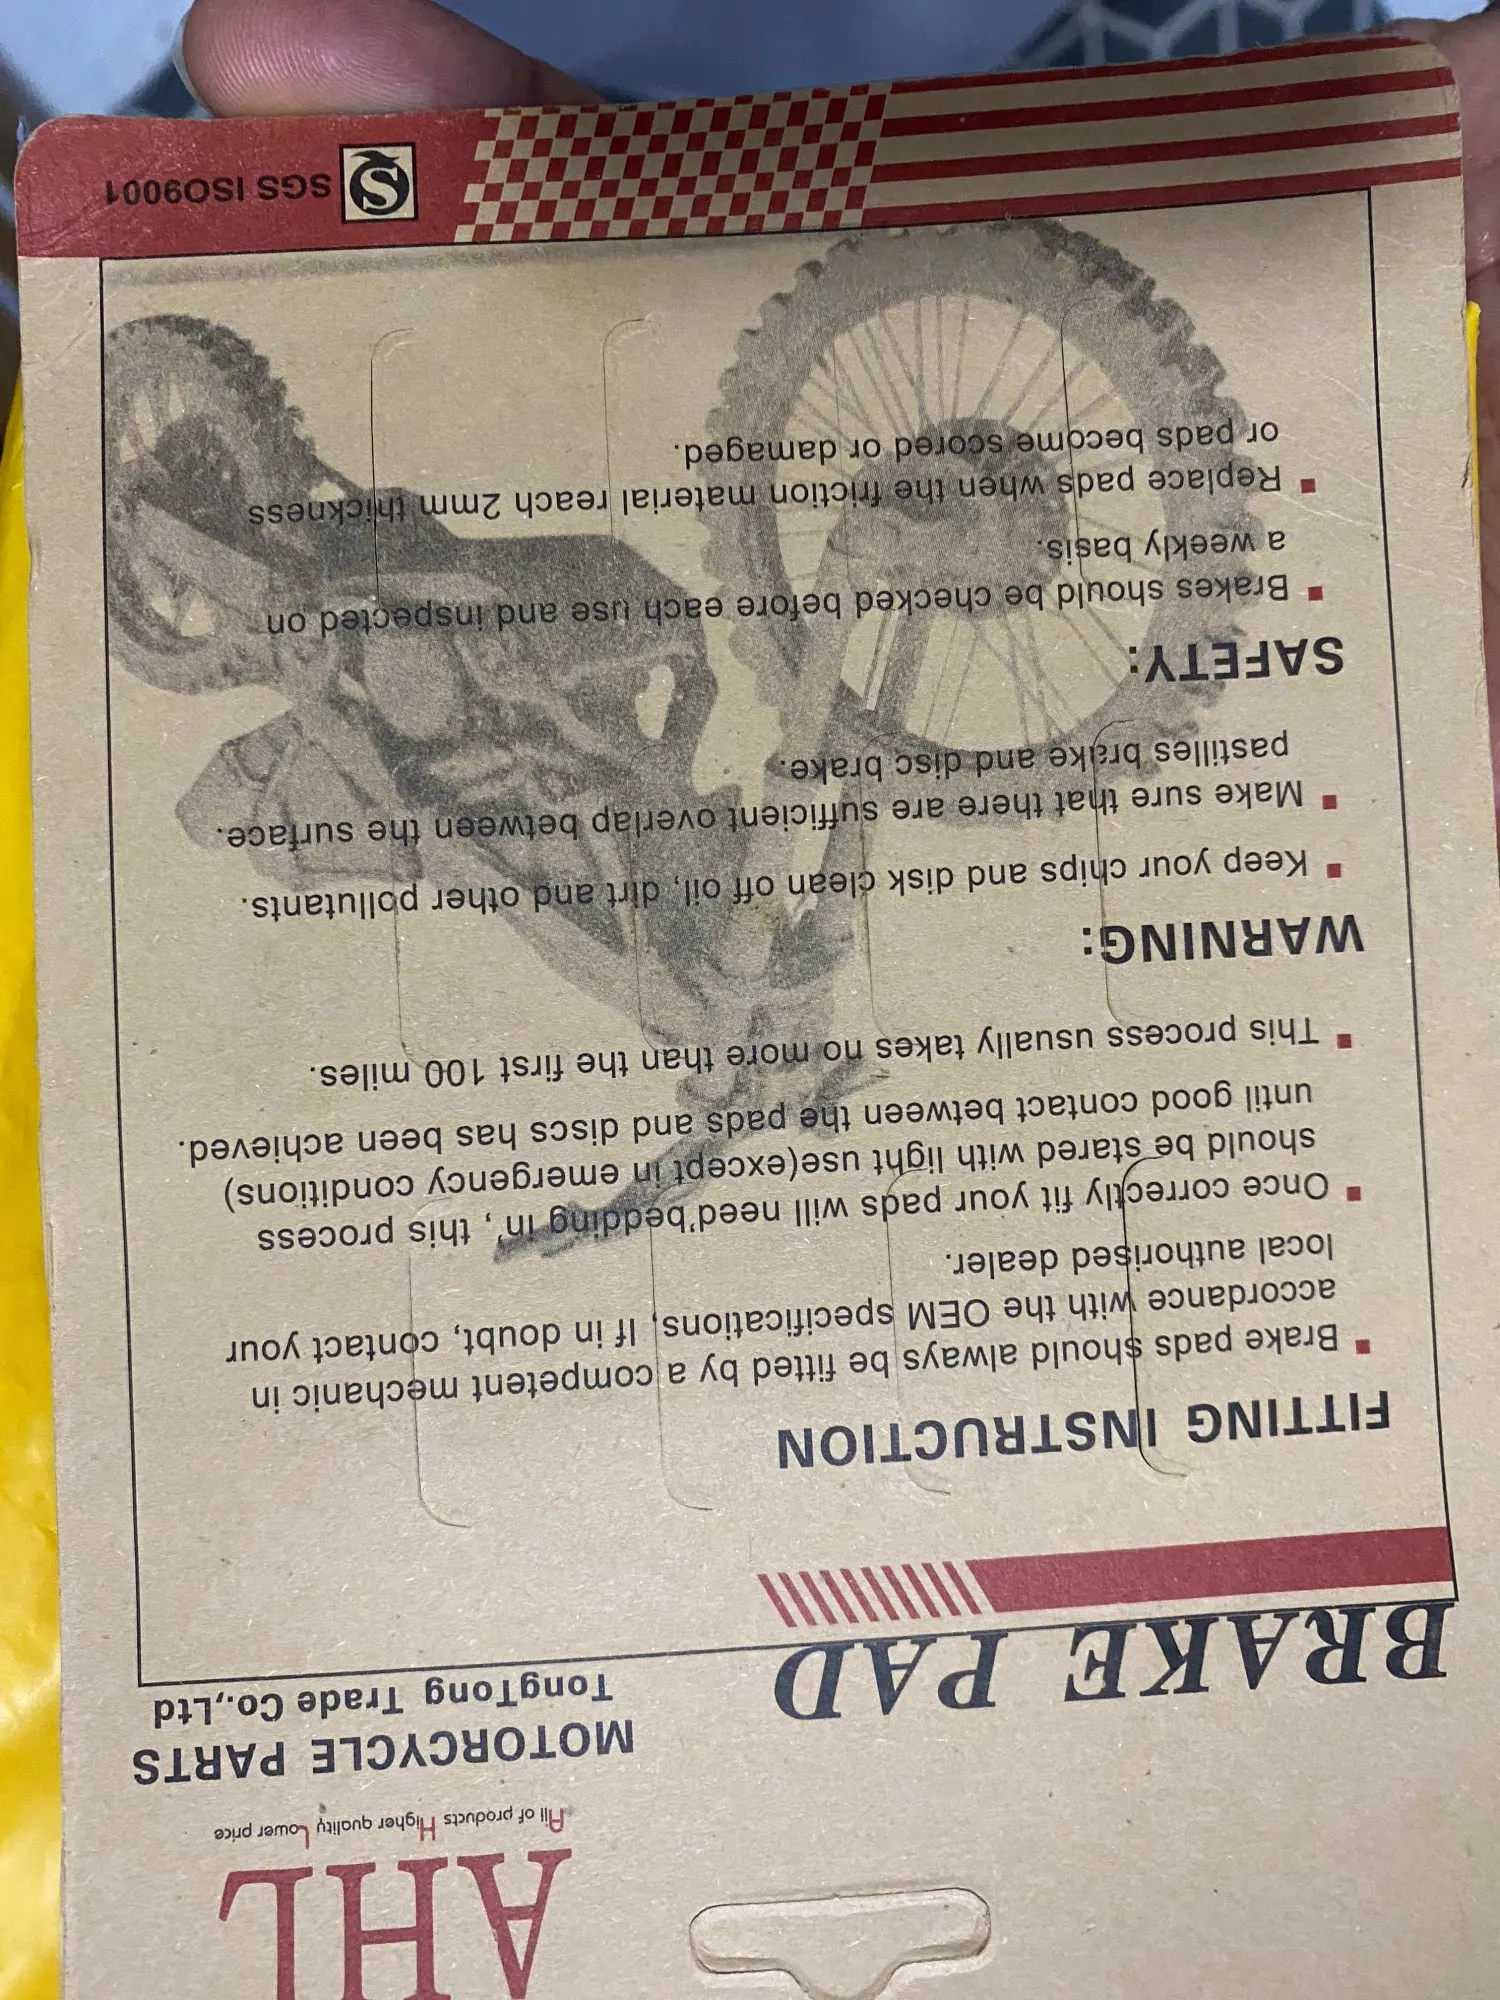 AHL
All of products Higher quality Lower price
MOTORCYCLE PARTS
TongTong Trade Co.,Ltd
BRAKE PAD
FITTING INSTRUCTION
▪ Brake pads should always be fitted by a competent mechanic in
accordance with the OEM specifications, If in doubt, contact your
local authorised dealer.
▪ Once correctly fit your pads will need'bedding in', this process
should be stared with light use(except in emergency conditions)
until good contact between the pads and discs has been achieved.
▪ This process usually takes no more than the first 100 miles.
WARNING:
▪ Keep your chips and disk clean off oil, dirt and other pollutants.
▪ Make sure that there are sufficient overlap between the surface.
pastilles brake and disc brake.
SAFETY:
▪ Brakes should be checked before each use and inspected on
a weekly basis.
▪ Replace pads when the friction material reach 2mm thickness
or pads become scored or damaged.
S SGS ISO9001